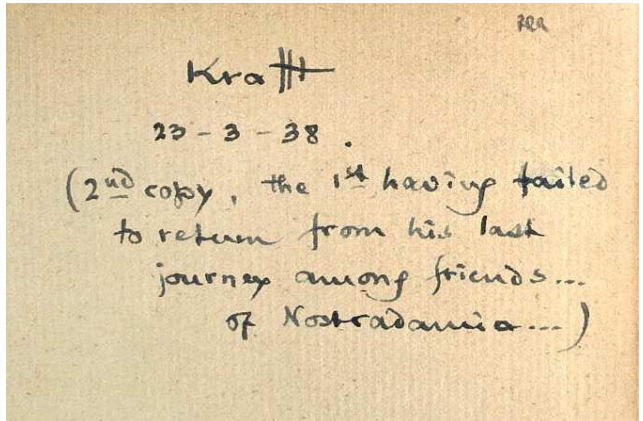 Krafft
23 - 3 - 38.
(2nd copy, the 1st having failed
to return from his last
journey among friends...
of Nostradamia...)